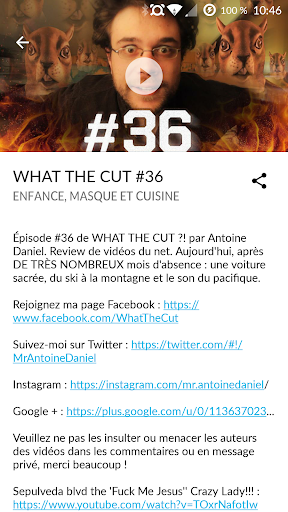 100 % 10:46
#36
WHAT THE CUT #36
ENFANCE, MASQUE ET CUISINE
Épisode #36 de WHAT THE CUT ?! par Antoine
Daniel. Review de vidéos du net. Aujourd'hui, après
DE TRÈS NOMBREUX mois d'absence : une voiture
sacrée, du ski à la montagne et le son du pacifique.
Rejoignez ma page Facebook : https://
www.facebook.com/WhatTheCut
Suivez-moi sur Twitter : https://twitter.com/#!/
MrAntoineDaniel
Instagram : https://instagram.com/mr.antoinedaniel/
Google + : https://plus.google.com/u/0/113637023...
Veuillez ne pas les insulter ou menacer les auteurs
des vidéos dans les commentaires ou en message
privé, merci beaucoup !
Sepulveda blvd the 'Fuck Me Jesus'' Crazy Lady!!! :
https://www.youtube.com/watch?v=TOxrNafotIw